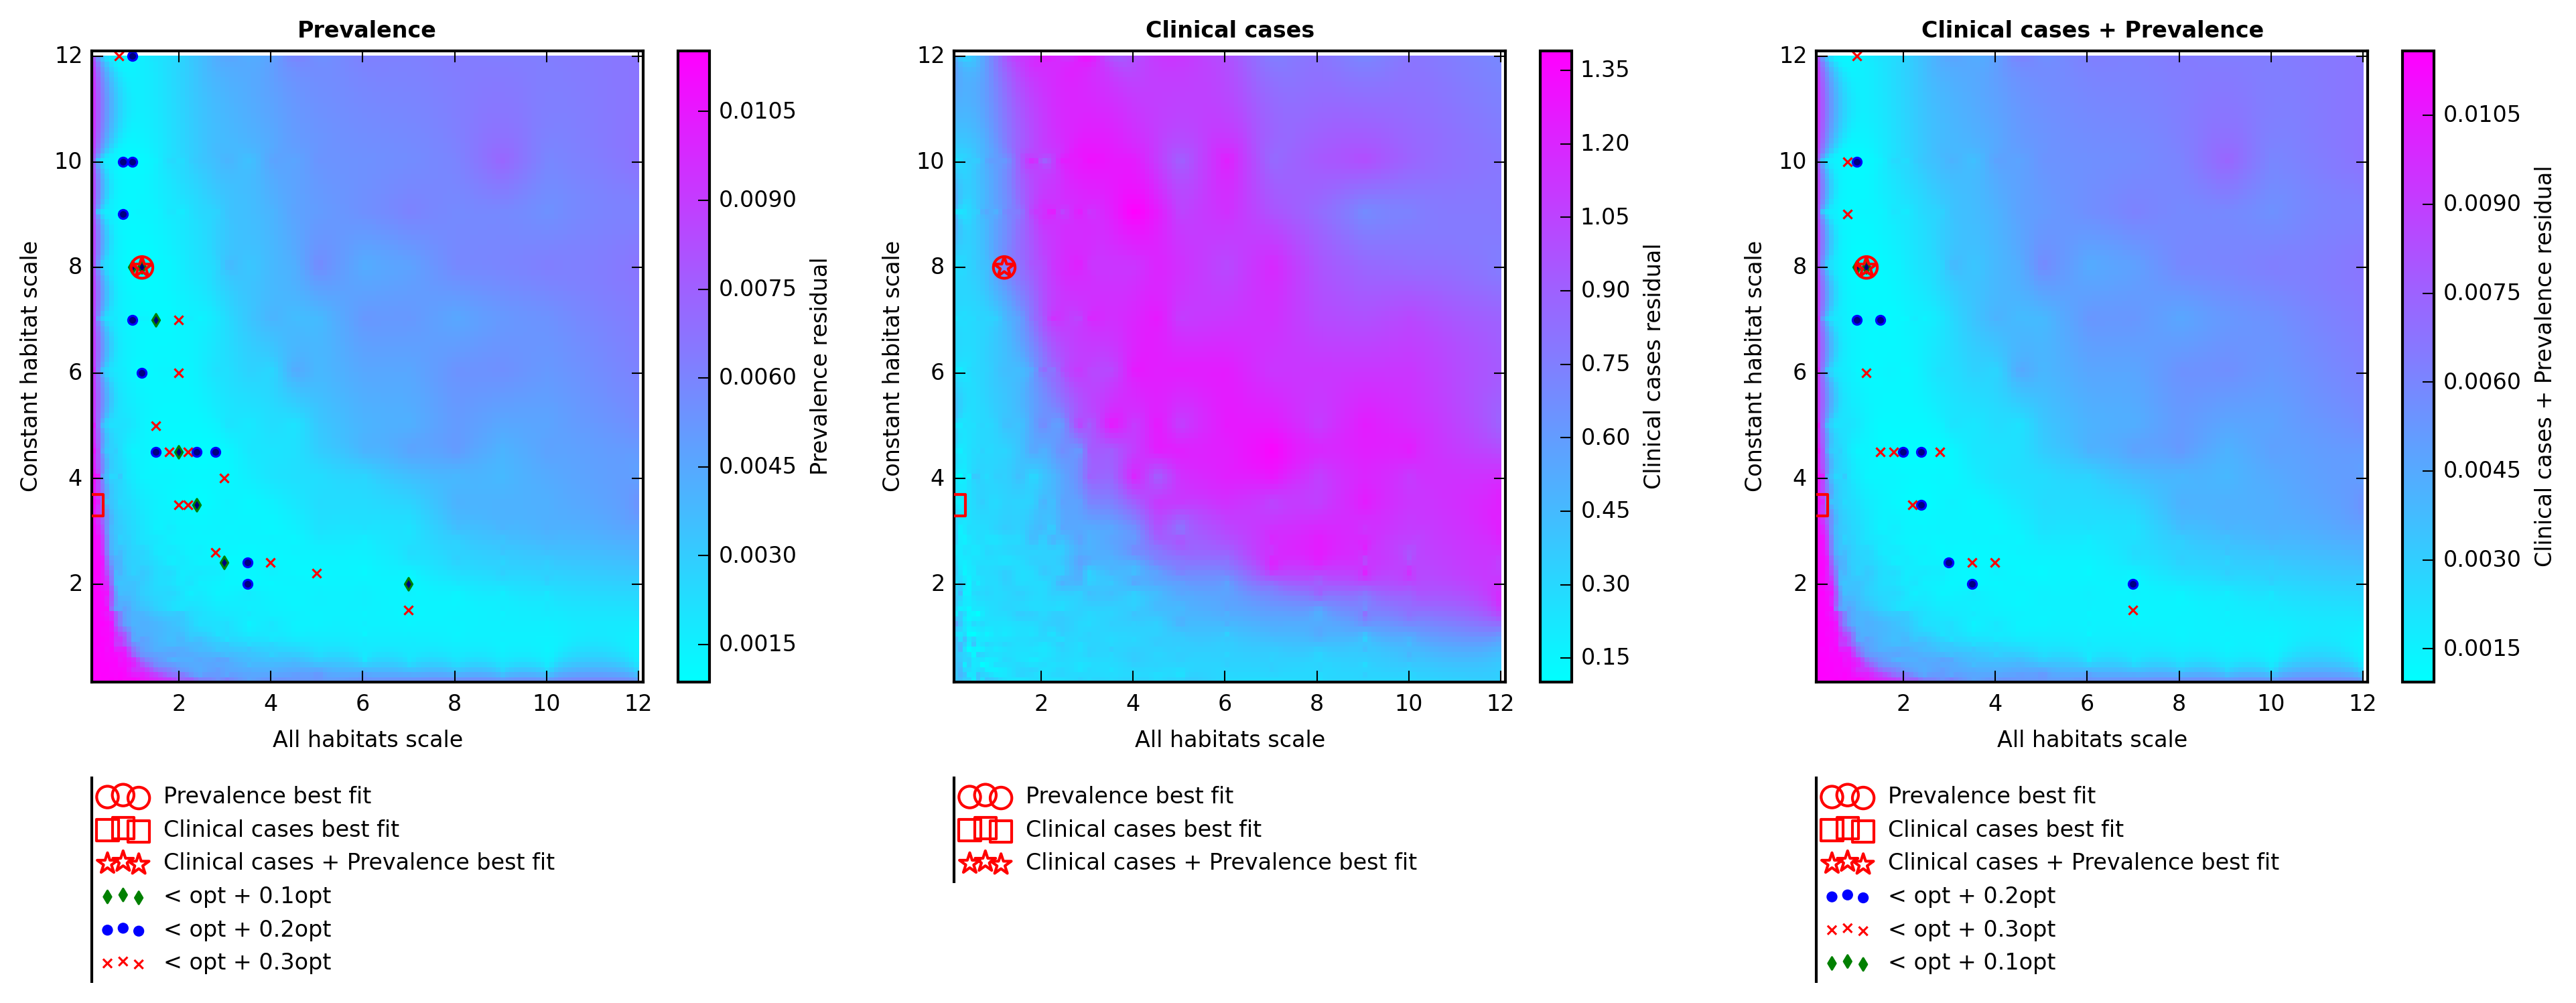 Prevalence
12
10
8
6
4
2
2 4 6 8 10 12
Constant habitat scale
All habitats scale
0.0105
0.0090
0.0075
0.0060
0.0045
0.0030
0.0015
Prevalence residual
Prevalence best fit
Clinical cases best fit
Clinical cases + Prevalence best fit
< opt + 0.1opt
< opt + 0.2opt
< opt + 0.3opt
Clinical cases
12
10
8
6
4
2
2 4 6 8 10 12
Constant habitat scale
All habitats scale
1.35
1.20
1.05
0.90
0.75
0.60
0.45
0.30
0.15
Clinical cases residual
Prevalence best fit
Clinical cases best fit
Clinical cases + Prevalence best fit
Clinical cases + Prevalence
12
10
8
6
4
2
2 4 6 8 10 12
Constant habitat scale
All habitats scale
0.0105
0.0090
0.0075
0.0060
0.0045
0.0030
0.0015
Clinical cases + Prevalence residual
Prevalence best fit
Clinical cases best fit
Clinical cases + Prevalence best fit
< opt + 0.2opt
< opt + 0.3opt
< opt + 0.1opt